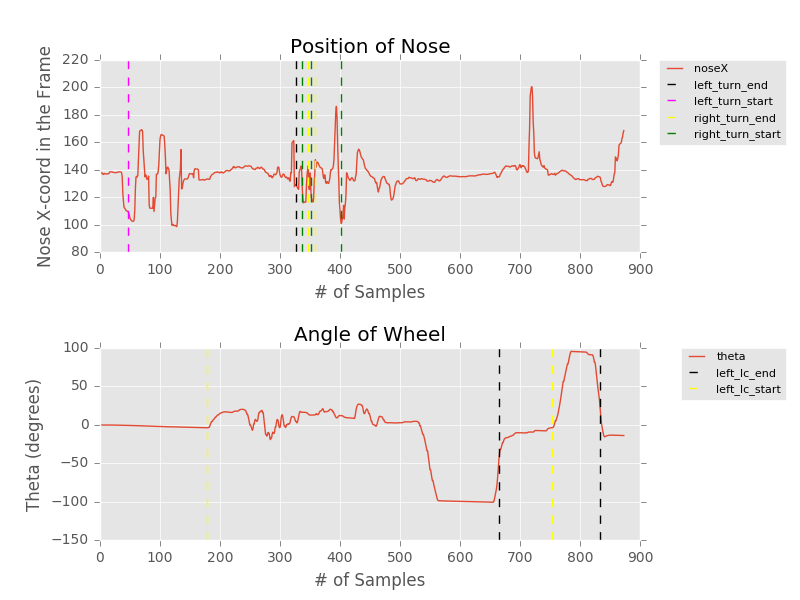 Position of Nose
220
200
180
160
140
120
100
80
Nose X-coord in the Frame
0 100 200 300 400 500 600 700 800 900
# of Samples
noseX
left_turn_end
left_turn_start
right_turn_end
right_turn_start
Angle of Wheel
100
50
0
−50
−100
−150
Theta (degrees)
0 100 200 300 400 500 600 700 800 900
# of Samples
theta
left_lc_end
left_lc_start